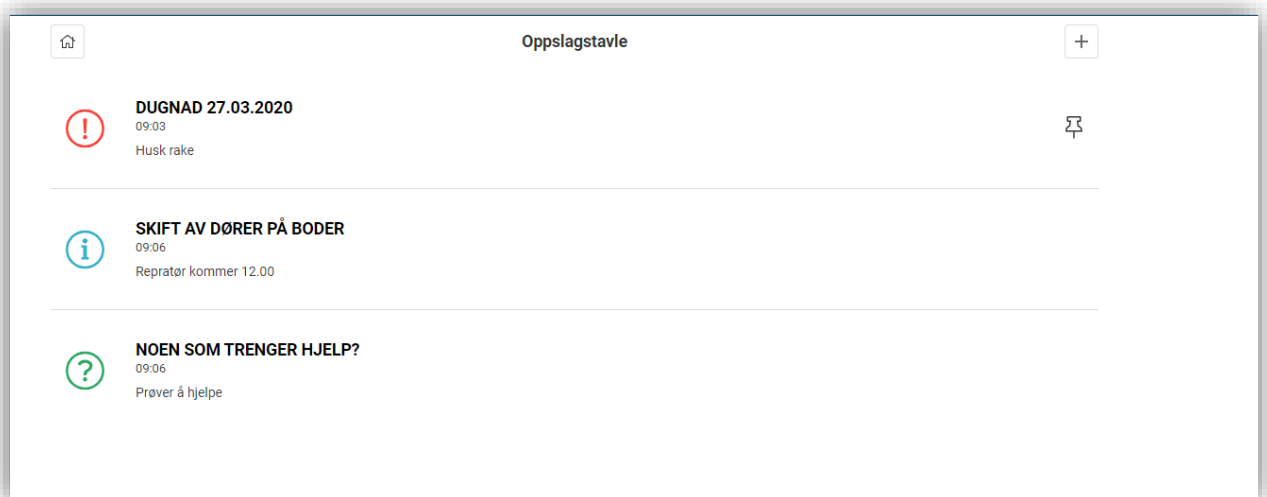 Oppslagstavle
DUGNAD 27.03.2020
09:03
Husk rake
SKIFT AV DØRER PÅ BODER
09:06
Repratør kommer 12.00
NOEN SOM TRENGER HJELP?
09:06
Prøver å hjelpe